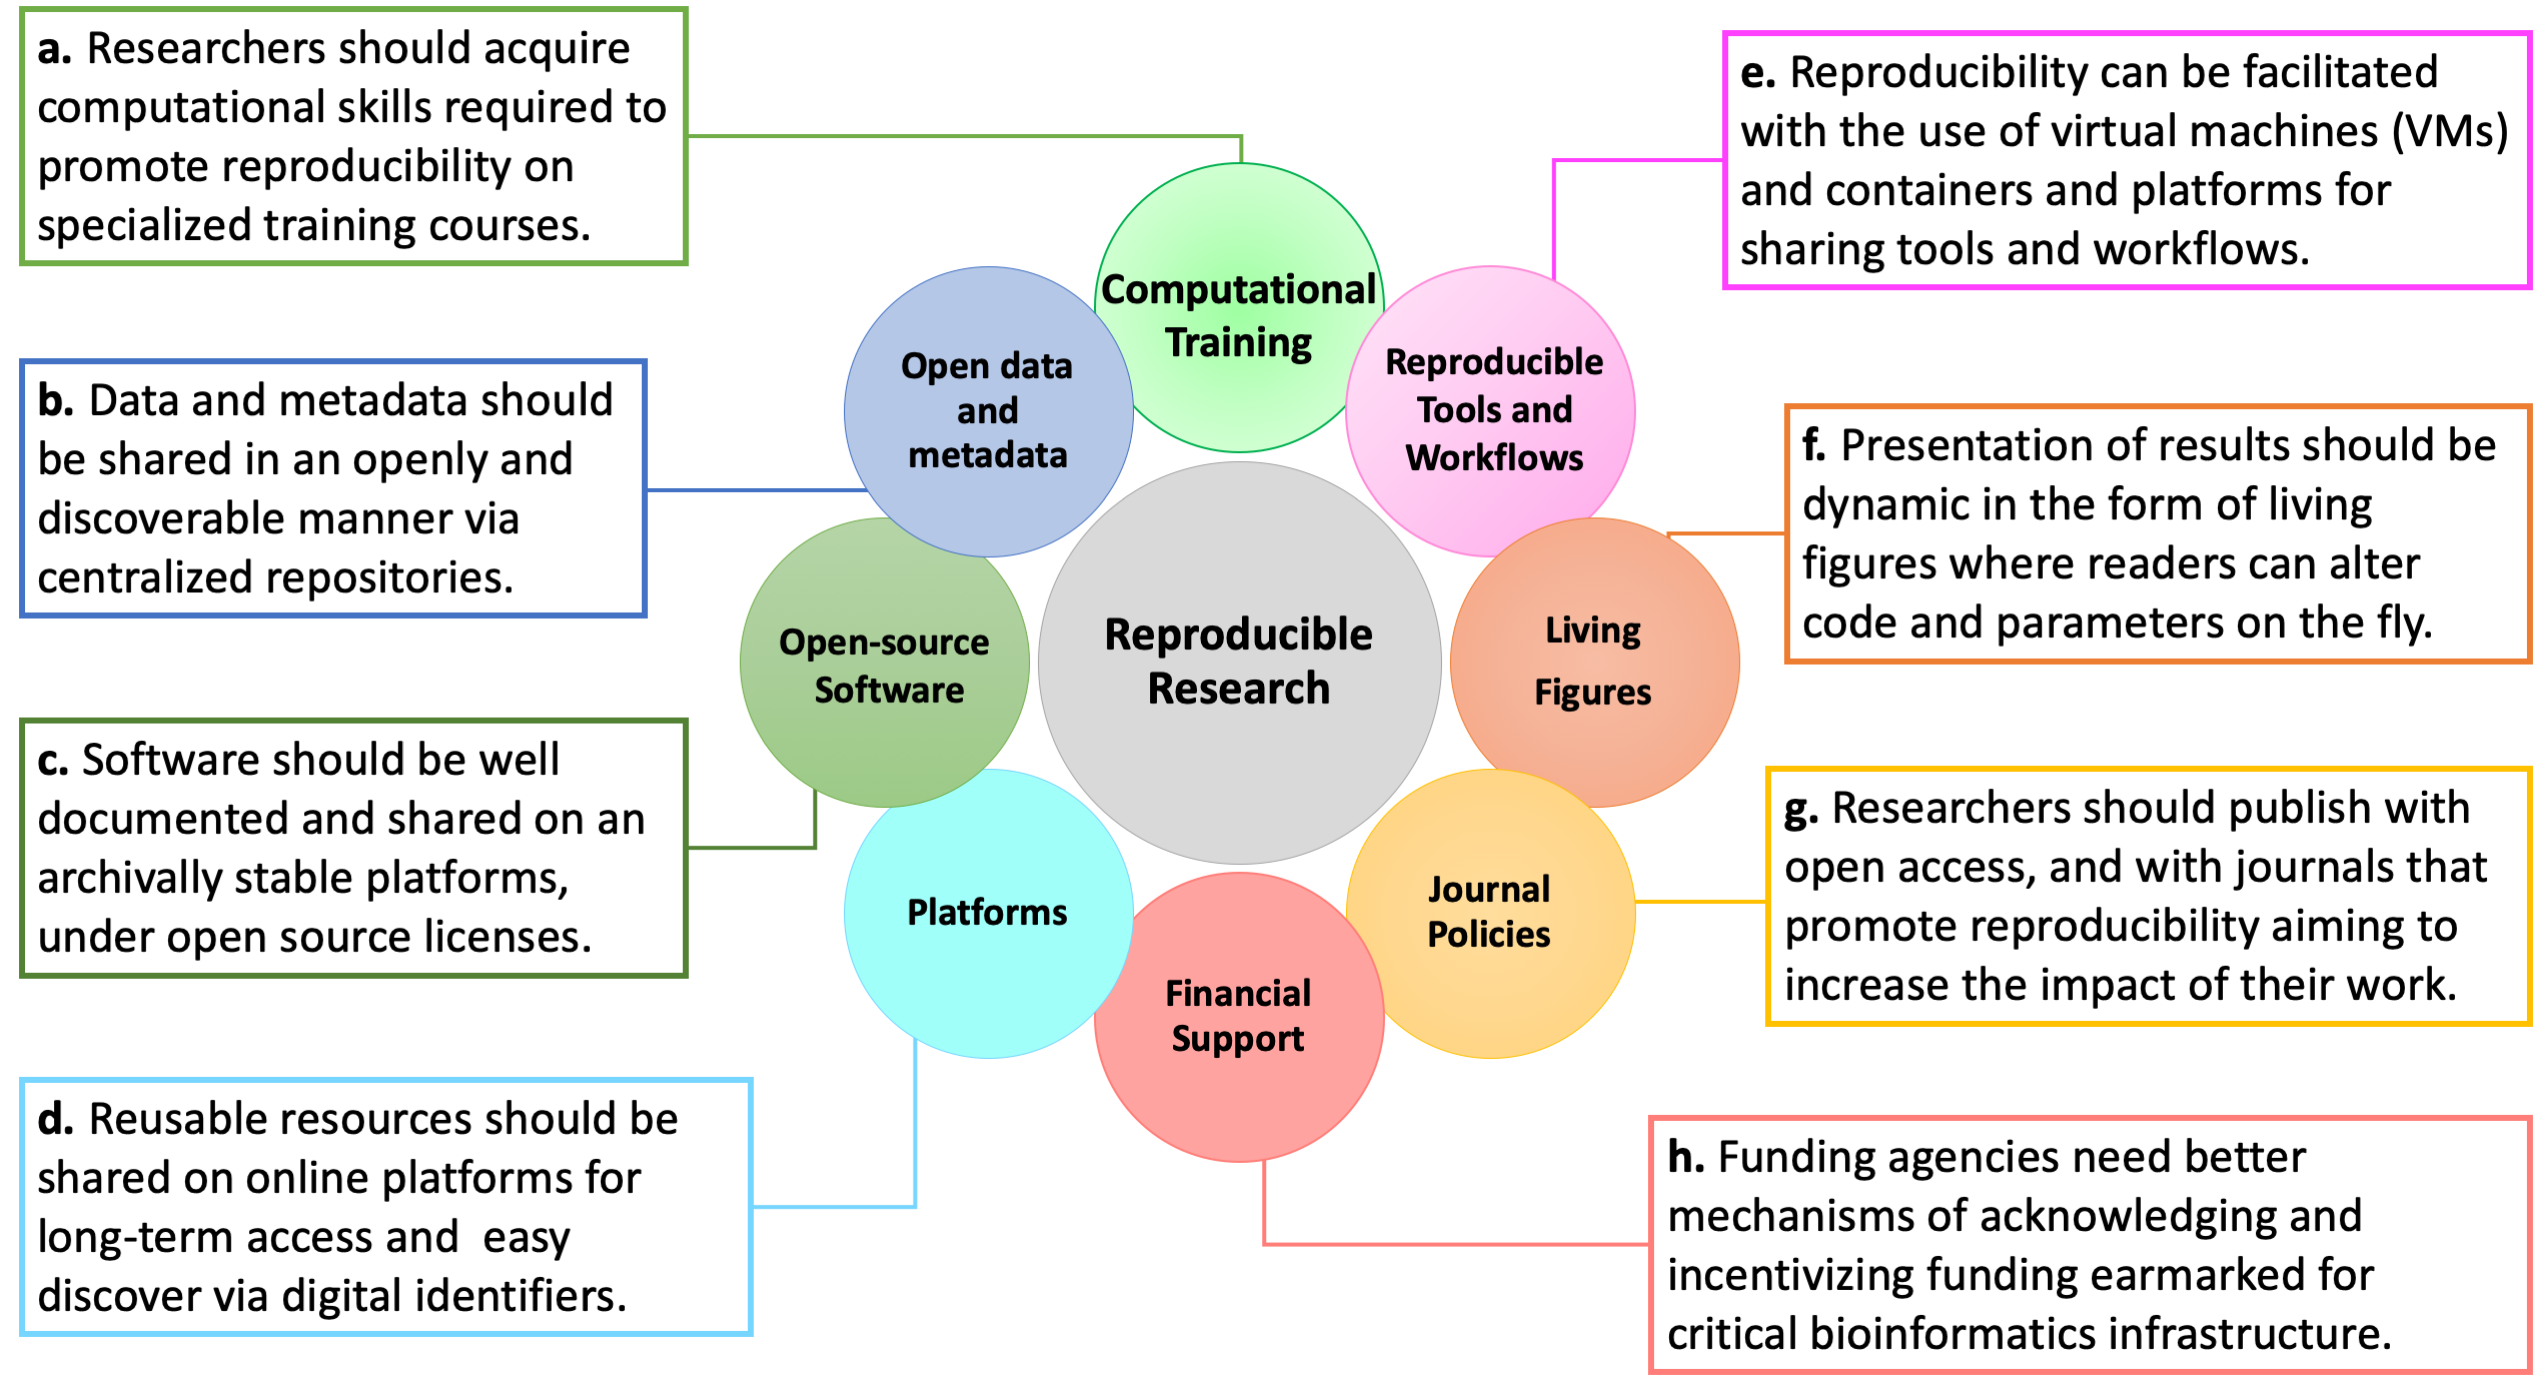 a. Researchers should acquire
computational skills required to
promote reproducibility on
specialized training courses.
b. Data and metadata should
be shared in an openly and
discoverable manner via
centralized repositories.
c. Software should be well
documented and shared on an
archivally stable platforms,
under open source licenses.
d. Reusable resources should be
shared on online platforms for
long-term access and  easy
discover via digital identifiers.
Computational
Training
Open data
and
metadata
Reproducible
Tools and
Workflows
Open-source
Software
Reproducible
Research
Living
Figures
Platforms
Journal
Policies
Financial
Support
e. Reproducibility can be facilitated
with the use of virtual machines (VMs)
and containers and platforms for
sharing tools and workflows.
f. Presentation of results should be
dynamic in the form of living
figures where readers can alter
code and parameters on the fly.
g. Researchers should publish with
open access, and with journals that
promote reproducibility aiming to
increase the impact of their work.
h. Funding agencies need better
mechanisms of acknowledging and
incentivizing funding earmarked for
critical bioinformatics infrastructure.